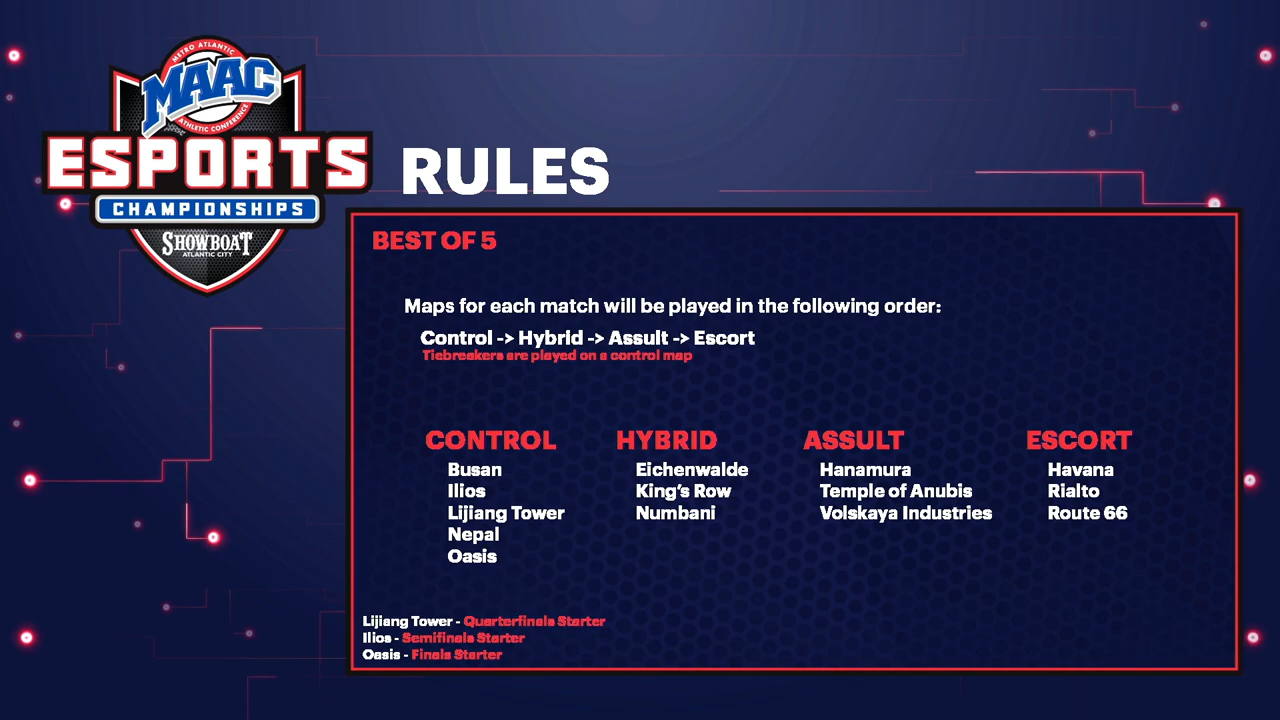 METRO ATLANTIC
MAAC
ATHLETIC CONFERENCE
ESPORTS
CHAMPIONSHIPS
SHOWBOAT
ATLANTIC CITY
RULES
BEST OF 5
Maps for each match will be played in the following order:
Control -> Hybrid -> Assult -> Escort
Tiebreakers are played on a control map
CONTROL
Busan
Ilios
Lijiang Tower
Nepal
Oasis
HYBRID
Eichenwalde
King's Row
Numbani
ASSULT
Hanamura
Temple of Anubis
Volskaya Industries
ESCORT
Havana
Rialto
Route 66
Lijiang Tower - Quarterfinals Starter
Ilios - Semifinals Starter
Oasis - Finals Starter